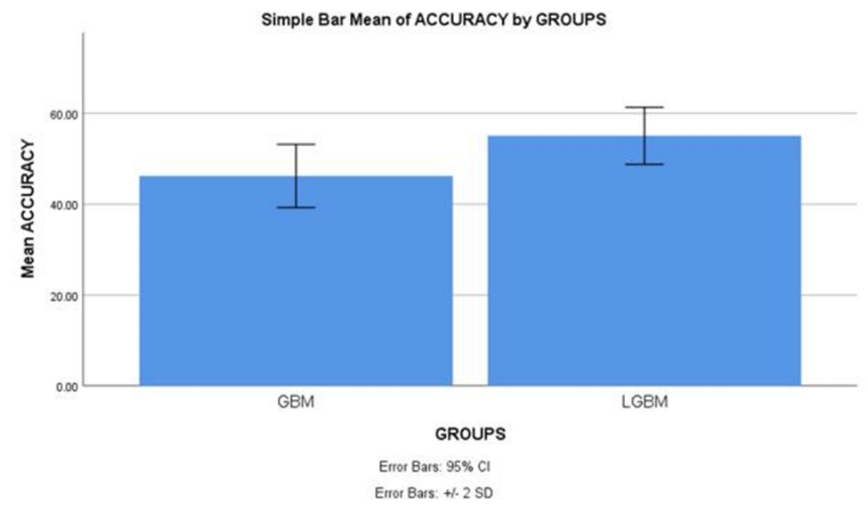 Simple Bar Mean of ACCURACY by GROUPS
Mean ACCURACY
60.00
40.00
20.00
0.00
GBM LGBM
GROUPS
Error Bars: 95% CI
Error Bars: +/- 2 SD